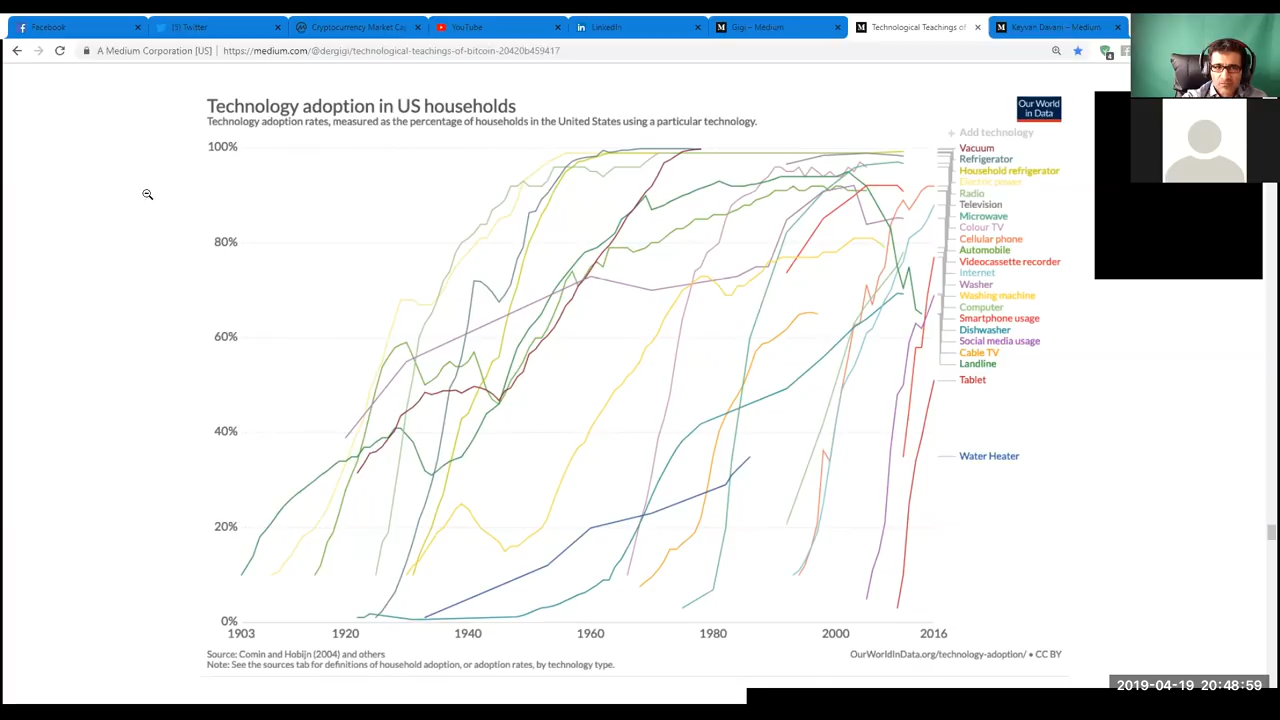 Facebook
(5) Twitter
Cryptocurrency Market Ca
YouTube
LinkedIn
Gigi – Medium
Technological Teachings of
Keyvan Davani – Medium
A Medium Corporation [US]
https://medium.com/@dergigi/technological-teachings-of-bitcoin-20420b459417
4
Technology adoption in US households
Technology adoption rates, measured as the percentage of households in the United States using a particular technology.
Our World
in Data
+ Add technology
100%
80%
60%
40%
20%
0%
Vacuum
Refrigerator
Household refrigerator
Electric power
Radio
Television
Microwave
Colour TV
Cellular phone
Automobile
Videocassette recorder
Internet
Washer
Washing machine
Computer
Smartphone usage
Dishwasher
Social media usage
Cable TV
Landline
Tablet
Water Heater
1903
1920
1940
1960
1980
2000
2016
Source: Comin and Hobijn (2004) and others
Note: See the sources tab for definitions of household adoption, or adoption rates, by technology type.
OurWorldInData.org/technology-adoption/ • CC BY
2019-04-19 20:48:59